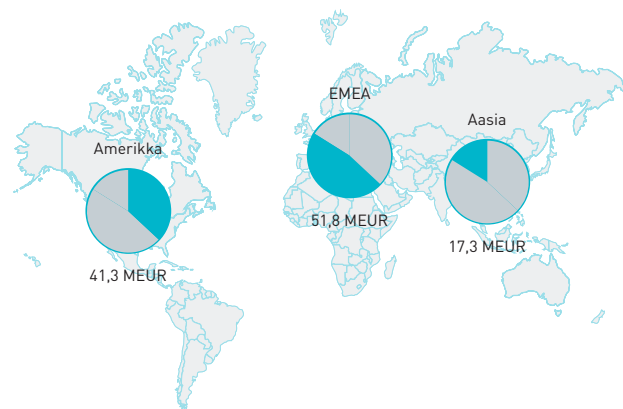 EMEA
Aasia
Amerikka
51,8 MEUR
17,3 MEUR
41,3 MEUR